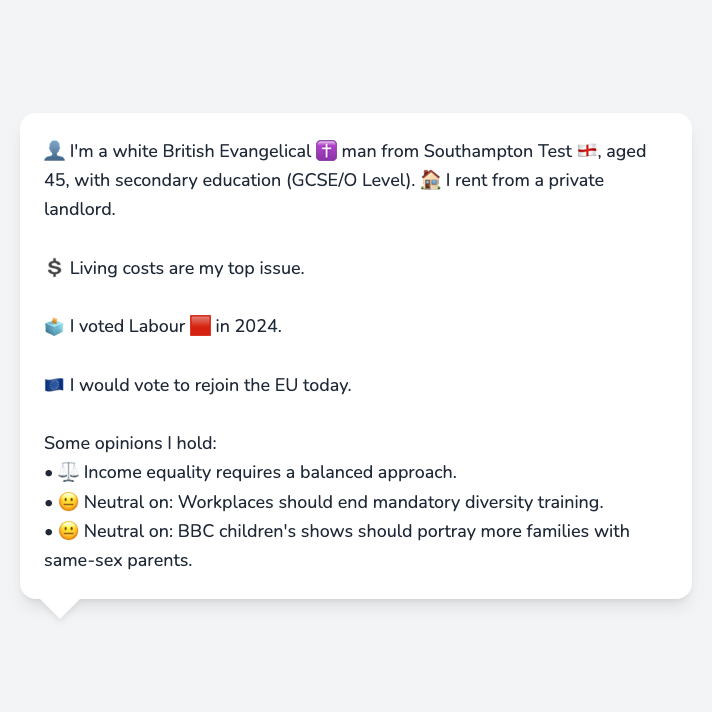 👤 I'm a white British Evangelical ✝️ man from Southampton Test 🏴󠁧󠁢󠁥󠁮󠁧󠁿, aged
45, with secondary education (GCSE/O Level). 🏠 I rent from a private
landlord.
💲 Living costs are my top issue.
🗳️ I voted Labour 🟥 in 2024.
🇪🇺 I would vote to rejoin the EU today.
Some opinions I hold:
• ⚖️ Income equality requires a balanced approach.
• 😐 Neutral on: Workplaces should end mandatory diversity training.
• 😐 Neutral on: BBC children's shows should portray more families with
same-sex parents.